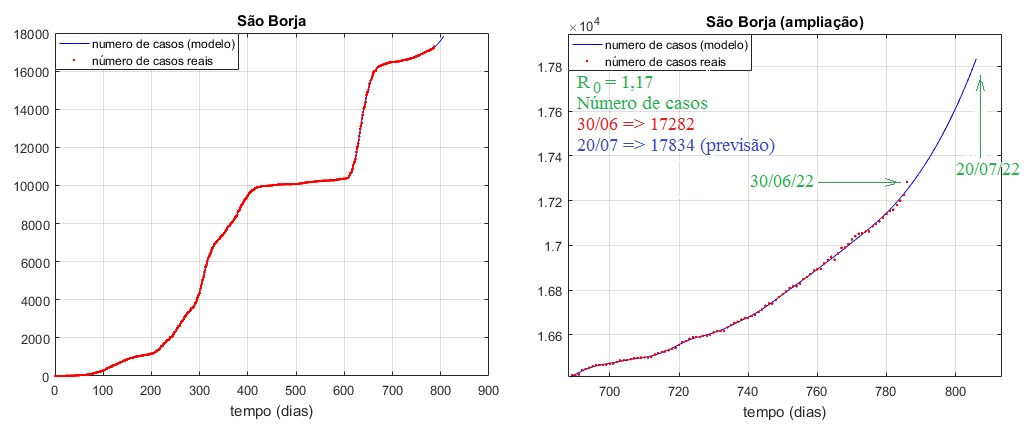 São Borja
numero de casos (modelo)
número de casos reais
18000
16000
14000
12000
10000
8000
6000
4000
2000
0
0 100 200 300 400 500 600 700 800 900
tempo (dias)
São Borja (ampliação)
×10^4
numero de casos (modelo)
número de casos reais
R0 = 1,17
Número de casos
30/06 => 17282
20/07 => 17834 (previsão)
30/06/22
20/07/22
1.78
1.76
1.74
1.72
1.7
1.68
1.66
700 720 740 760 780 800
tempo (dias)